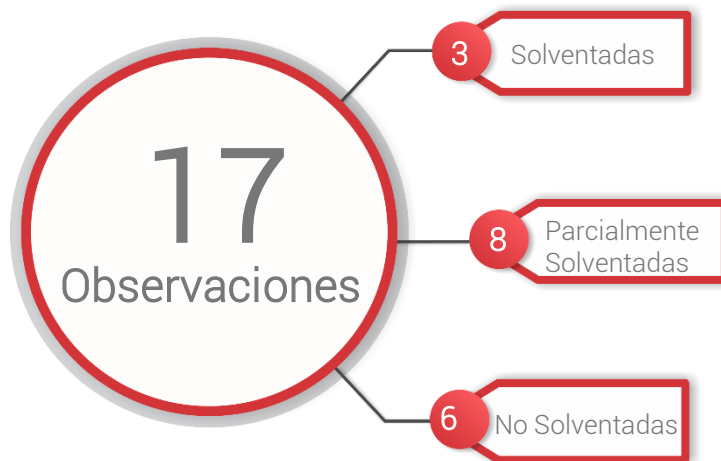 17
Observaciones
3
Solventadas
8
Parcialmente
Solventadas
6
No Solventadas